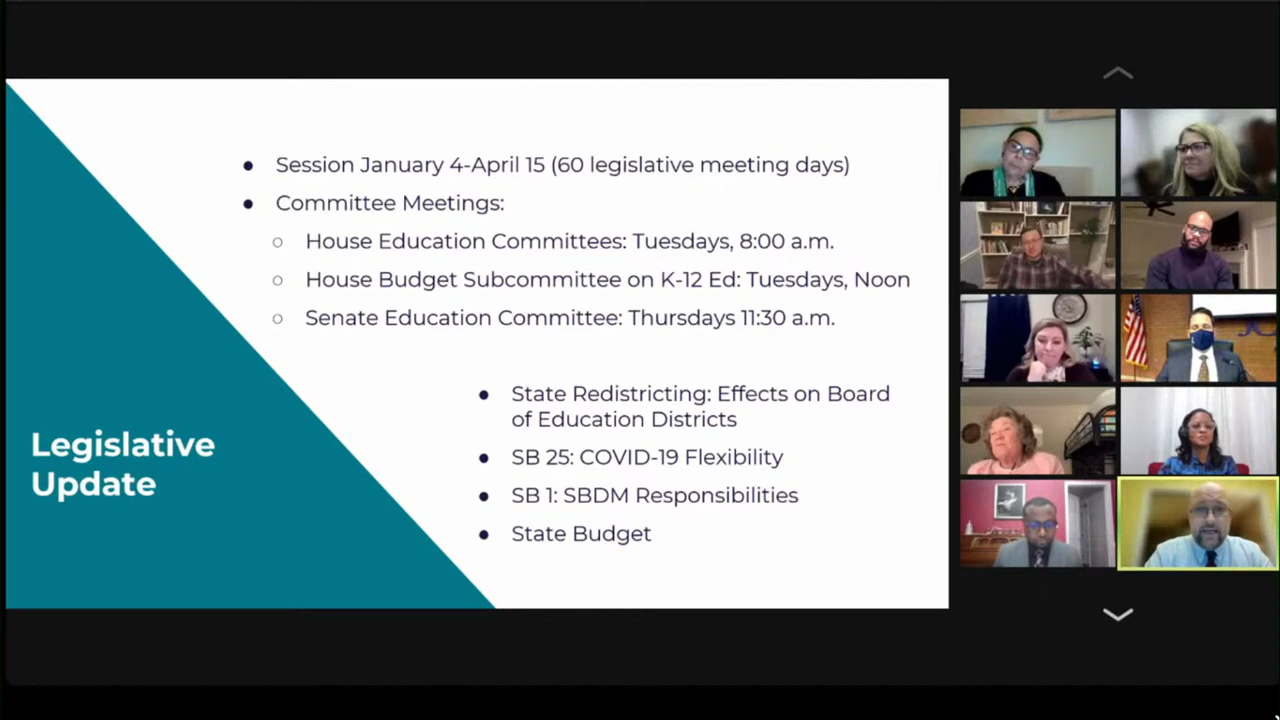 Session January 4-April 15 (60 legislative meeting days)
Committee Meetings:
House Education Committees: Tuesdays, 8:00 a.m.
House Budget Subcommittee on K-12 Ed: Tuesdays, Noon
Senate Education Committee: Thursdays 11:30 a.m.
State Redistricting: Effects on Board
of Education Districts
SB 25: COVID-19 Flexibility
SB 1: SBDM Responsibilities
State Budget
Legislative
Update